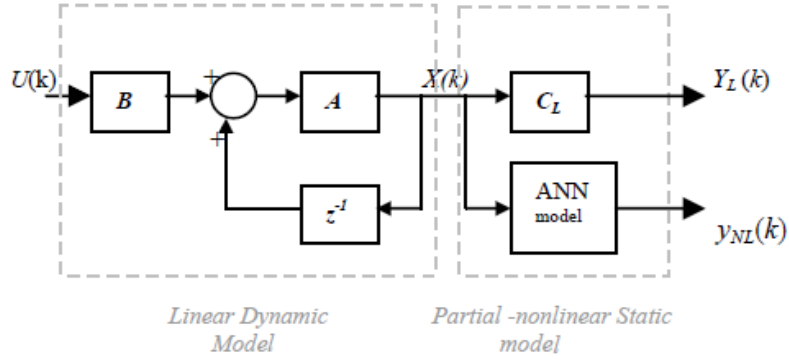 U(k)
B
+
+
A
X(k)
z⁻¹
C_L
Y_L(k)
ANN
model
y_NL(k)
Linear Dynamic
Model
Partial -nonlinear Static
model